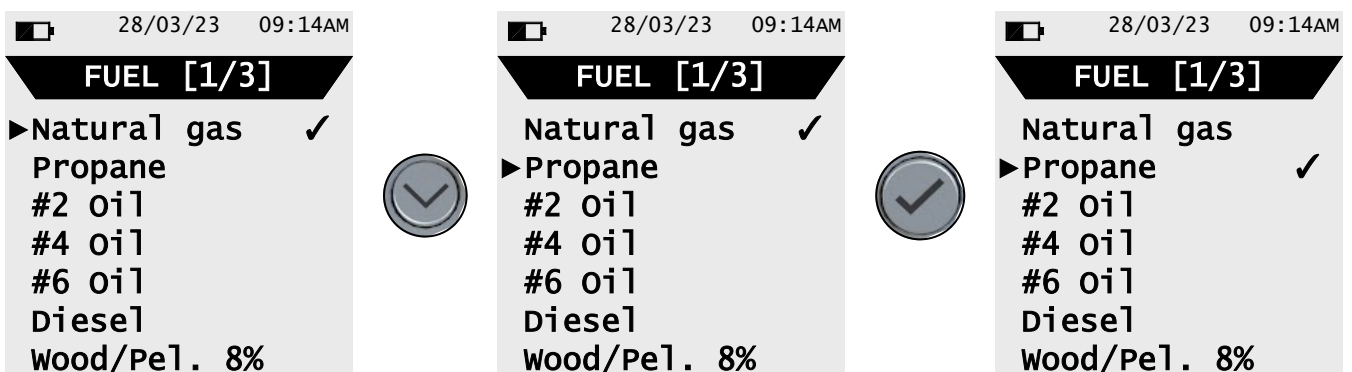 28/03/23 09:14AM
FUEL [1/3]
▶Natural gas ✓
Propane
#2 Oil
#4 Oil
#6 Oil
Diesel
Wood/Pel. 8%
28/03/23 09:14AM
FUEL [1/3]
Natural gas ✓
▶Propane
#2 Oil
#4 Oil
#6 Oil
Diesel
Wood/Pel. 8%
28/03/23 09:14AM
FUEL [1/3]
Natural gas
▶Propane ✓
#2 Oil
#4 Oil
#6 Oil
Diesel
Wood/Pel. 8%